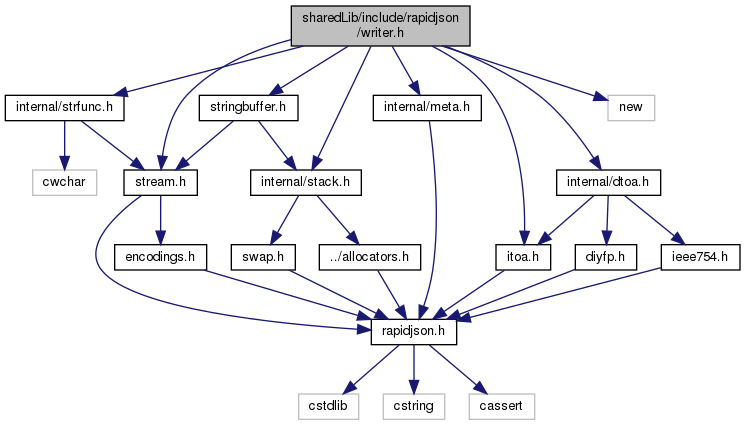 sharedLib/include/rapidjson
/writer.h
internal/strfunc.h
stringbuffer.h
internal/meta.h
new
cwchar
stream.h
internal/stack.h
internal/dtoa.h
encodings.h
swap.h
../allocators.h
itoa.h
diyfp.h
ieee754.h
rapidjson.h
cstdlib
cstring
cassert